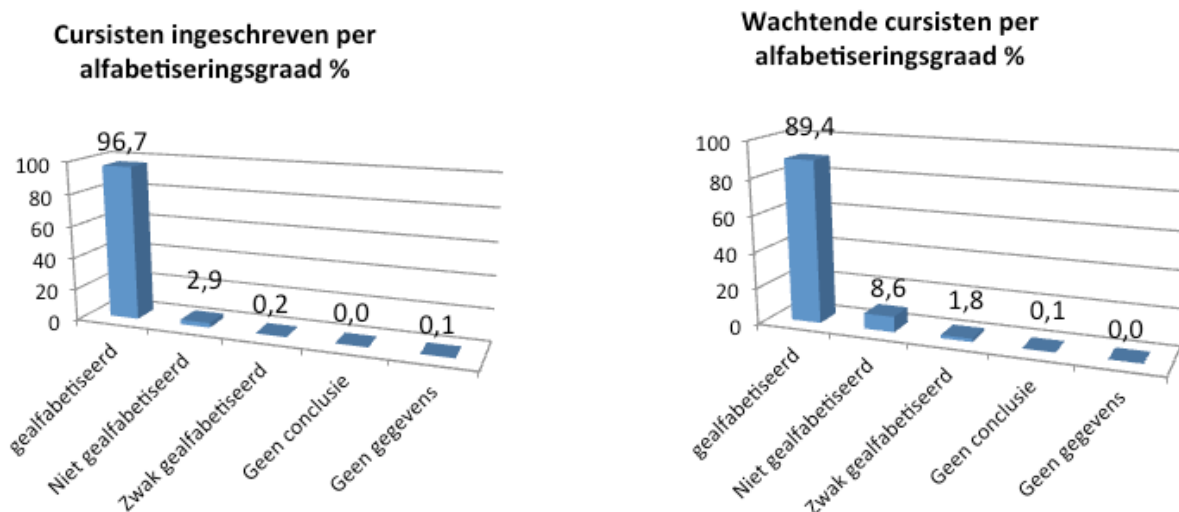 Cursisten ingeschreven per
alfabetiseringsgraad %
96,7
100
80
60
40
20
0
2,9
0,2
0,0
0,1
gealfabetiseerd
Niet gealfabetiseerd
Zwak gealfabetiseerd
Geen conclusie
Geen gegevens
Wachtende cursisten per
alfabetiseringsgraad %
89,4
100
80
60
40
20
0
8,6
1,8
0,1
0,0
gealfabetiseerd
Niet gealfabetiseerd
Zwak gealfabetiseerd
Geen conclusie
Geen gegevens